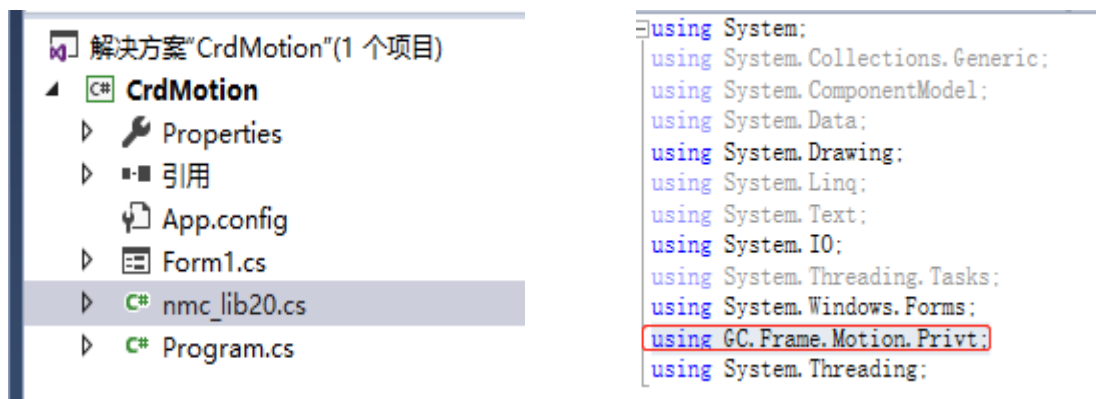 解决方案"CrdMotion"(1 个项目)
CrdMotion
Properties
引用
App.config
Form1.cs
nmc_lib20.cs
Program.cs
using System;
using System.Collections.Generic;
using System.ComponentModel;
using System.Data;
using System.Drawing;
using System.Linq;
using System.Text;
using System.IO;
using System.Threading.Tasks;
using System.Windows.Forms;
using GC.Frame.Motion.Privt;
using System.Threading;